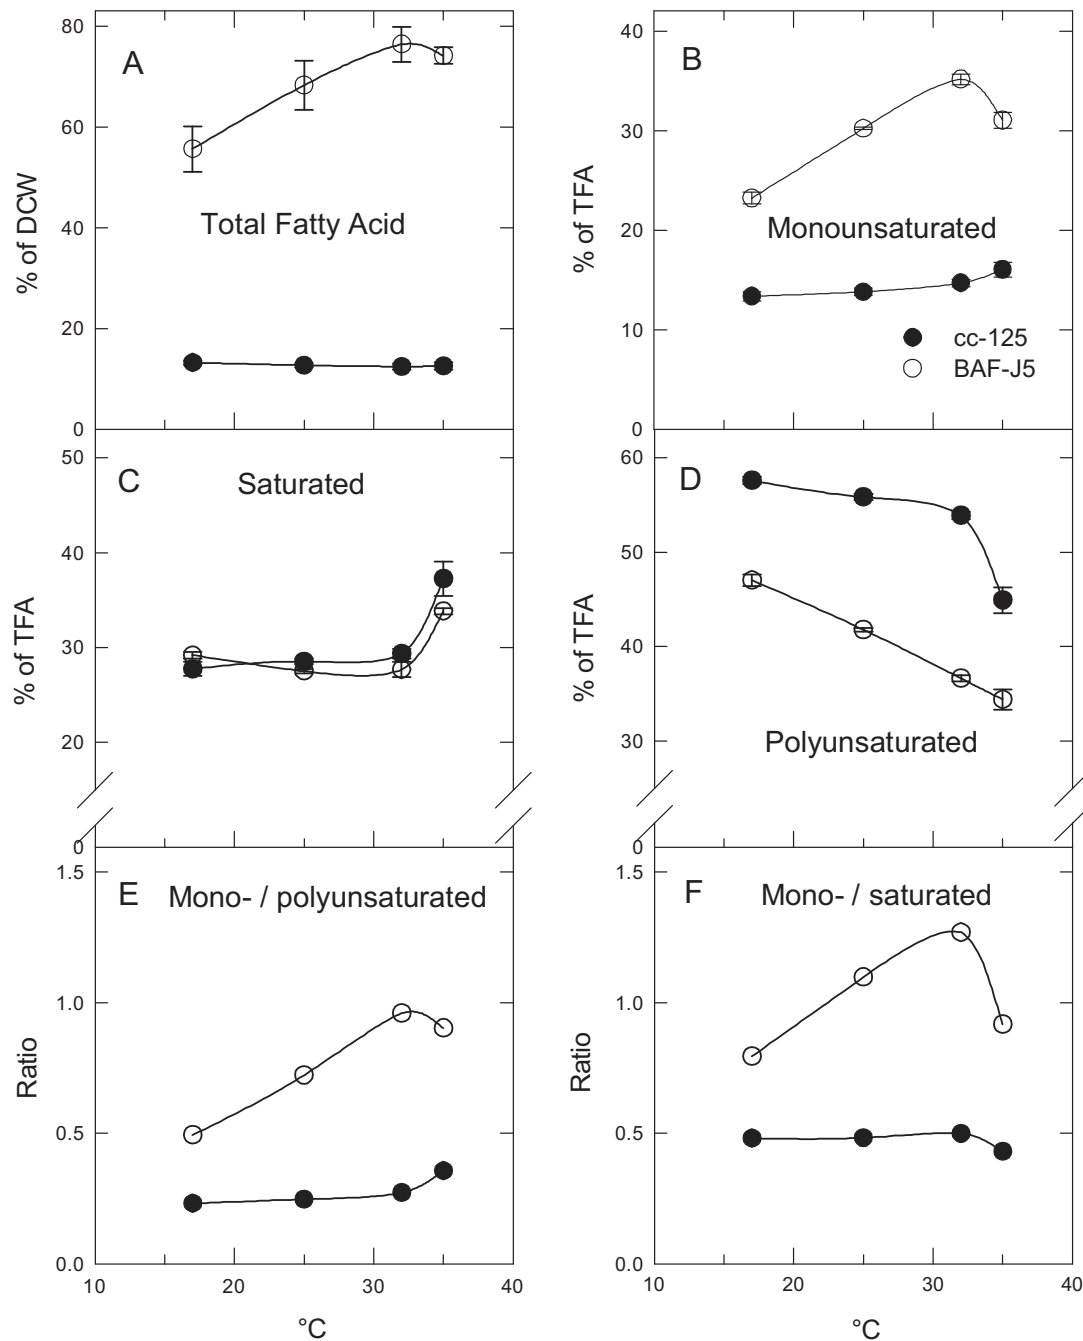 A
80
60
40
20
0
% of DCW
Total Fatty Acid
B
40
30
20
10
0
% of TFA
Monounsaturated
cc-125
BAF-J5
C
Saturated
50
40
30
20
0
% of TFA
D
60
50
40
30
0
% of TFA
Polyunsaturated
E
Mono- / polyunsaturated
1.5
1.0
0.5
0.0
Ratio
10 20 30 40
°C
F
Mono- / saturated
1.5
1.0
0.5
0.0
Ratio
10 20 30 40
°C